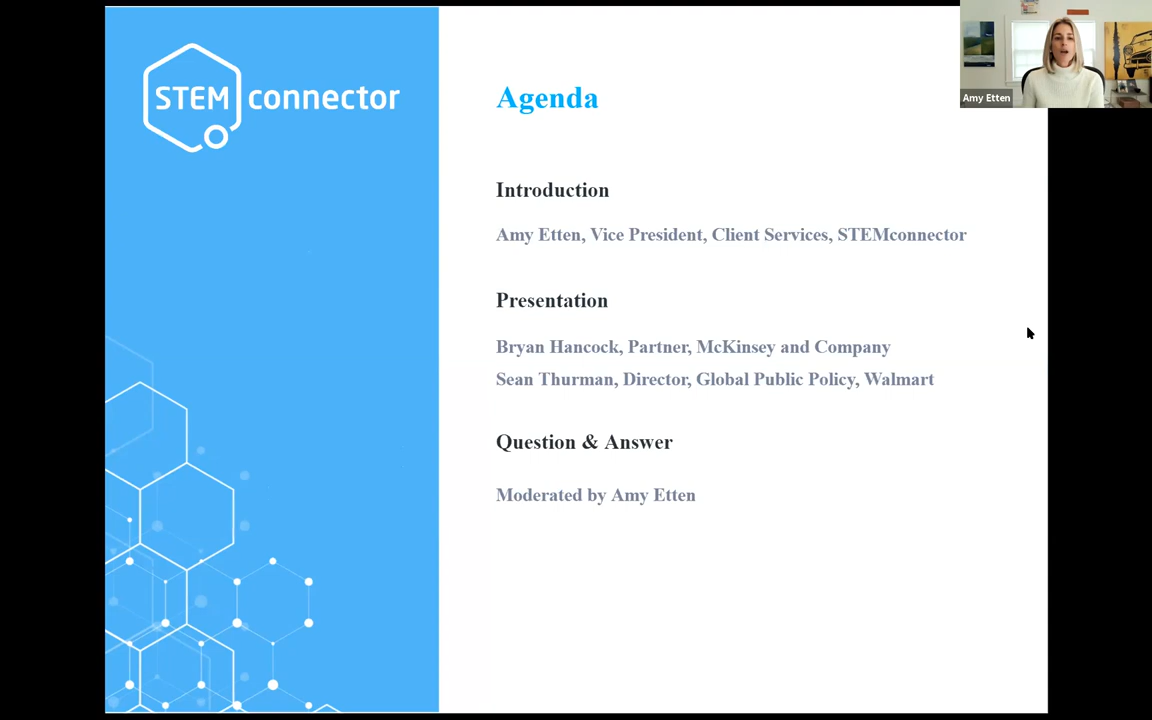 STEM connector
Agenda
Amy Etten
Introduction
Amy Etten, Vice President, Client Services, STEMconnector
Presentation
Bryan Hancock, Partner, McKinsey and Company
Sean Thurman, Director, Global Public Policy, Walmart
Question & Answer
Moderated by Amy Etten